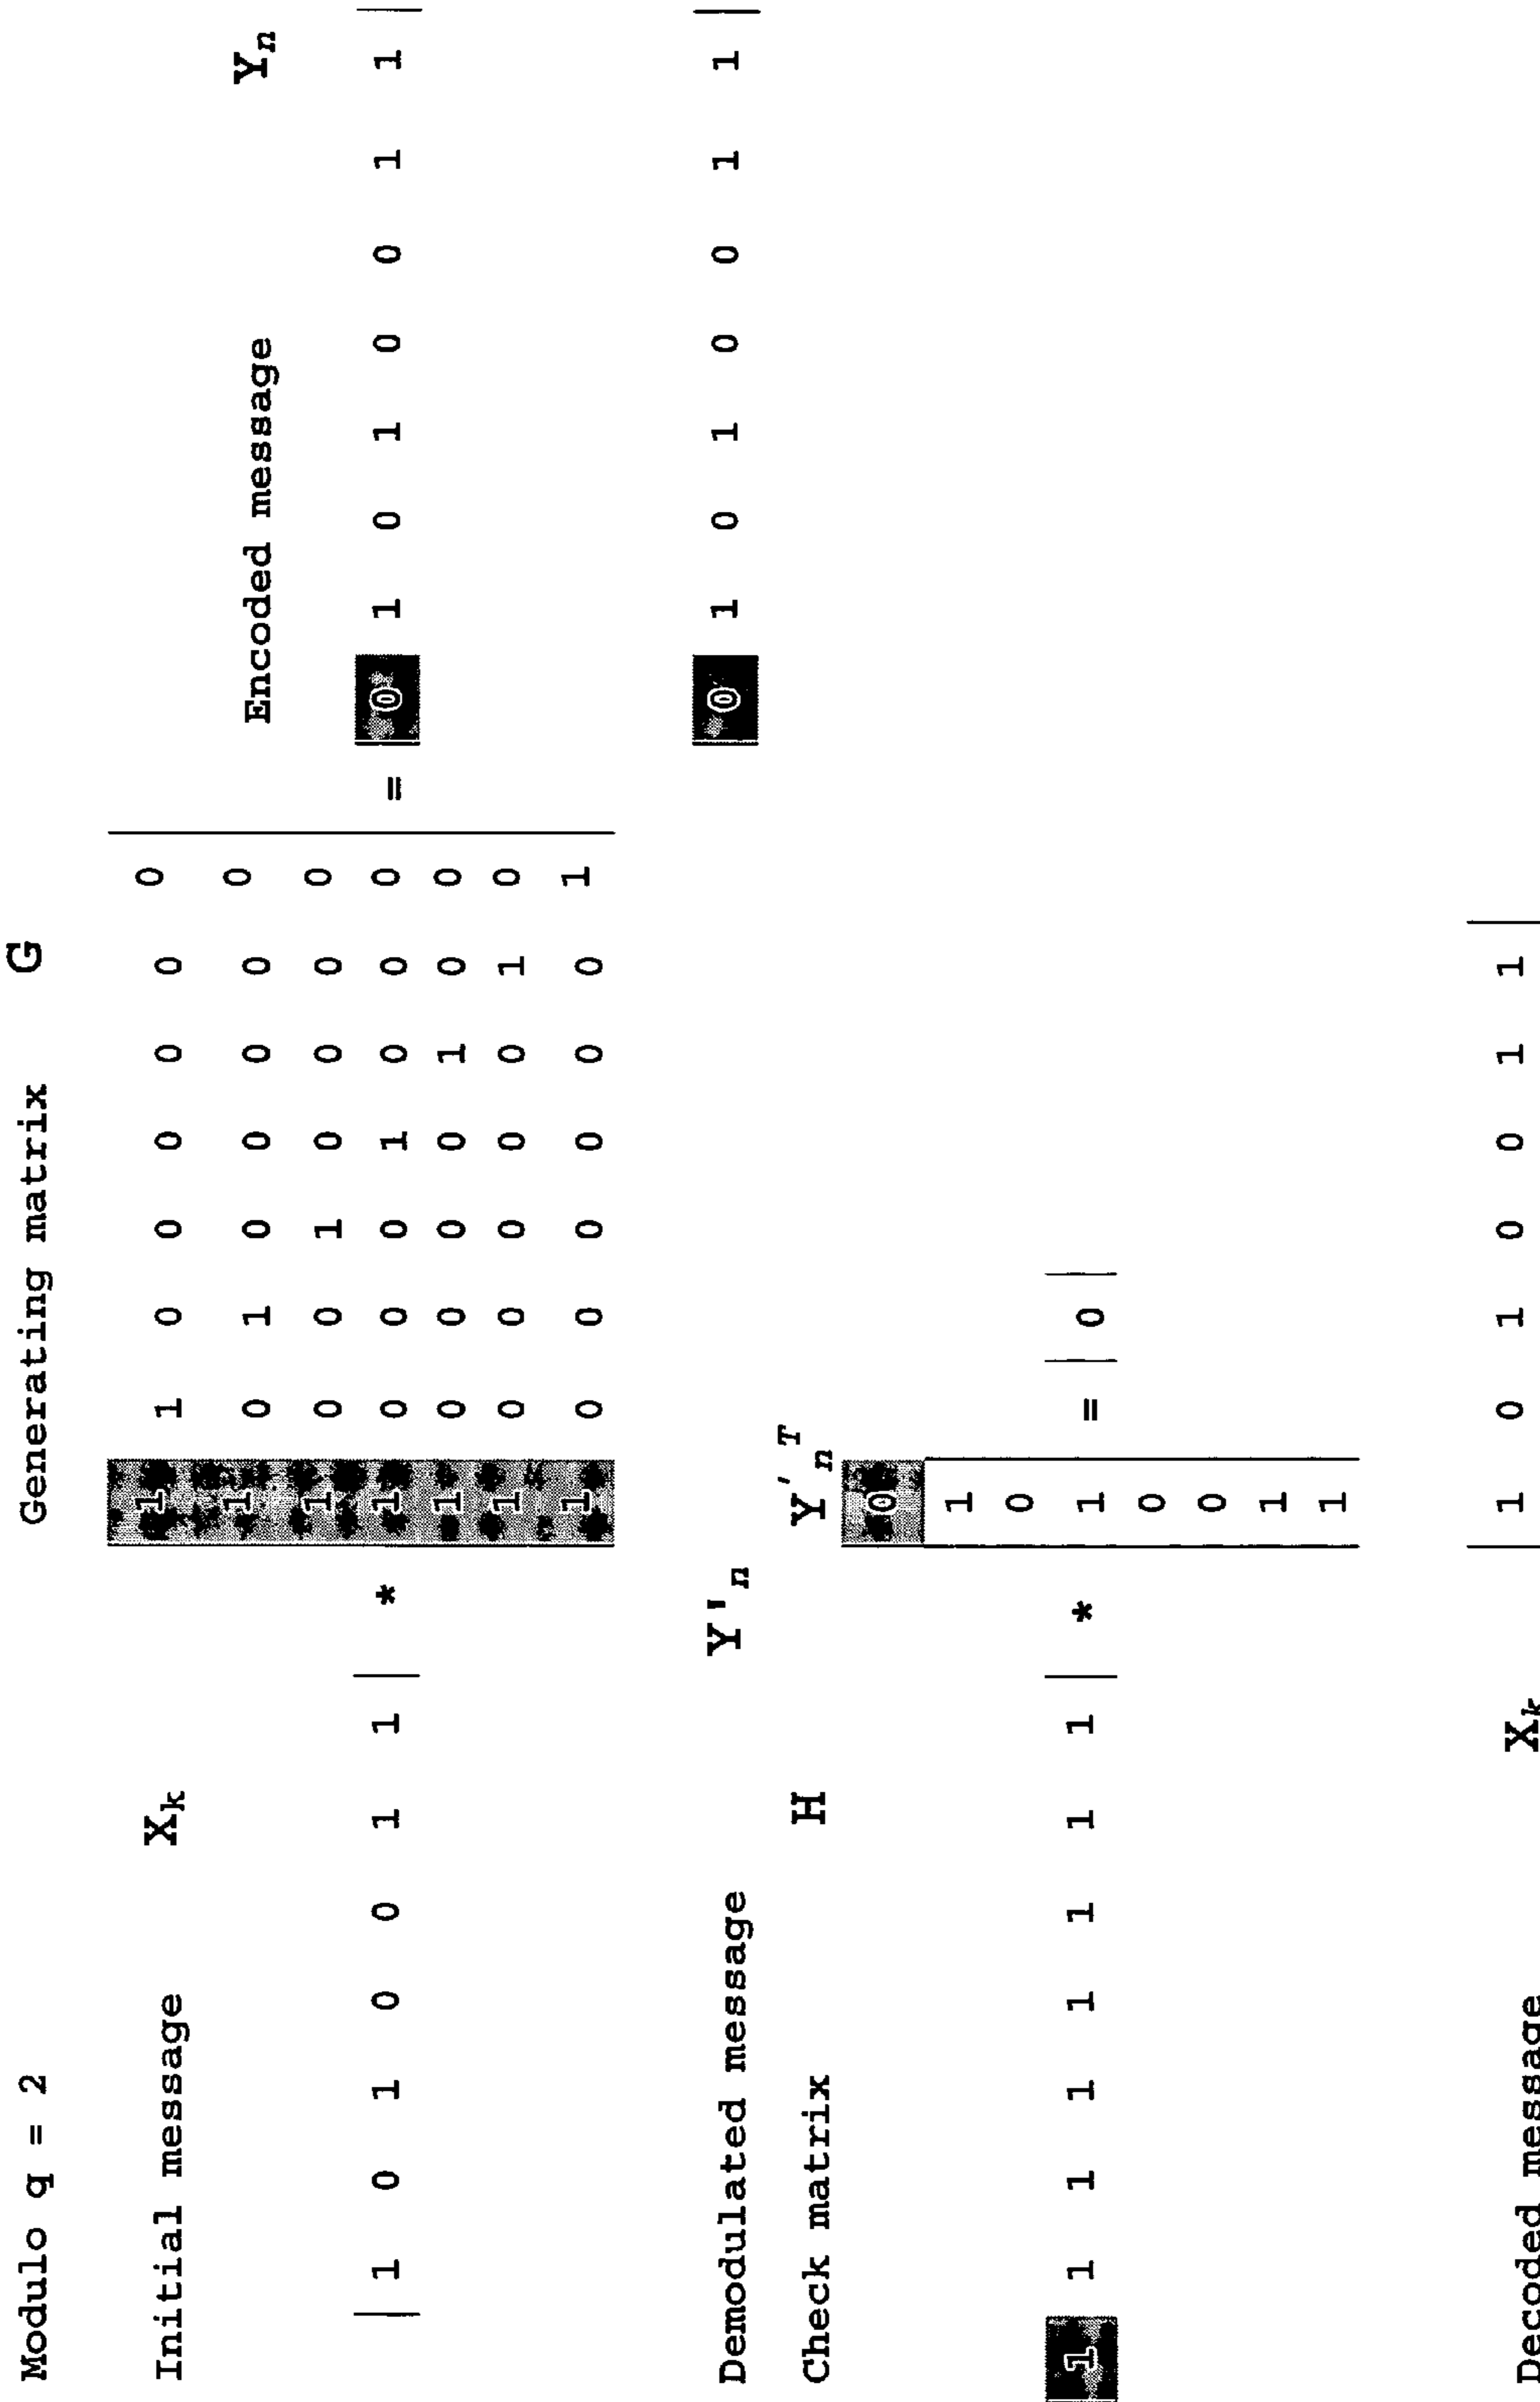 Modulo q = 2 Generating matrix G
Initial message X_k Encoded message Y_n
1 1 0 0 0 0 0 0
1 0 1 0 0 0 0 0
1 0 0 1 0 0 0 0
| 1 0 1 0 0 1 1 | * 1 0 0 0 1 0 0 0 = | 0 1 0 1 0 0 1 1 |
1 0 0 0 0 1 0 0
1 0 0 0 0 0 1 0
1 0 0 0 0 0 0 1
Demodulated message Y'_n | 0 1 0 1 0 0 1 1 |
Check matrix H Y'_n^T
0
1
0
1 1 1 1 1 1 1 1 | * 1 = | 0 |
0
0
1
1
Decoded message X_k | 1 0 1 0 0 1 1 |